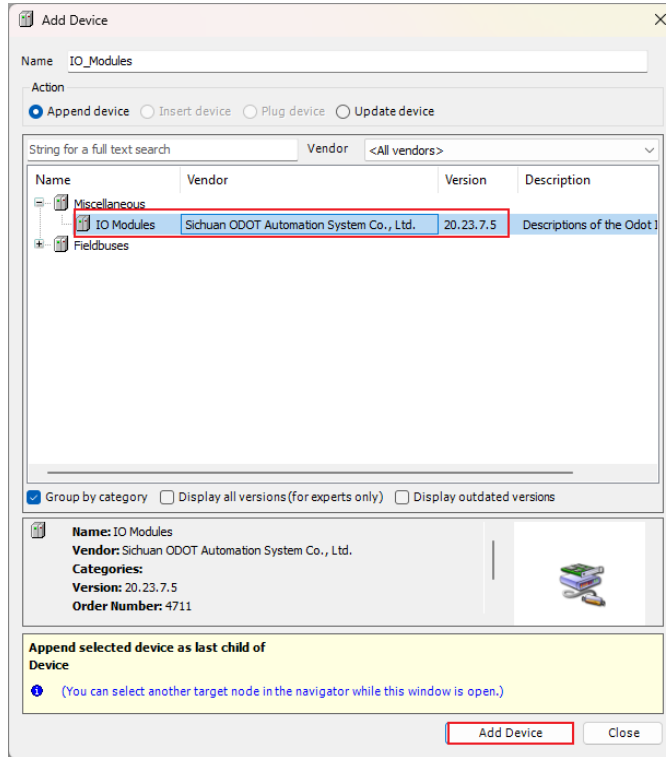 Add Device
Name IO_Modules
Action
Append device Insert device Plug device Update device
String for a full text search Vendor <All vendors>
Name Vendor Version Description
Miscellaneous
IO Modules Sichuan ODOT Automation System Co., Ltd. 20.23.7.5 Descriptions of the Odot I
Fieldbuses
Group by category Display all versions (for experts only) Display outdated versions
Name: IO Modules
Vendor: Sichuan ODOT Automation System Co., Ltd.
Categories:
Version: 20.23.7.5
Order Number: 4711
Append selected device as last child of
Device
(You can select another target node in the navigator while this window is open.)
Add Device Close